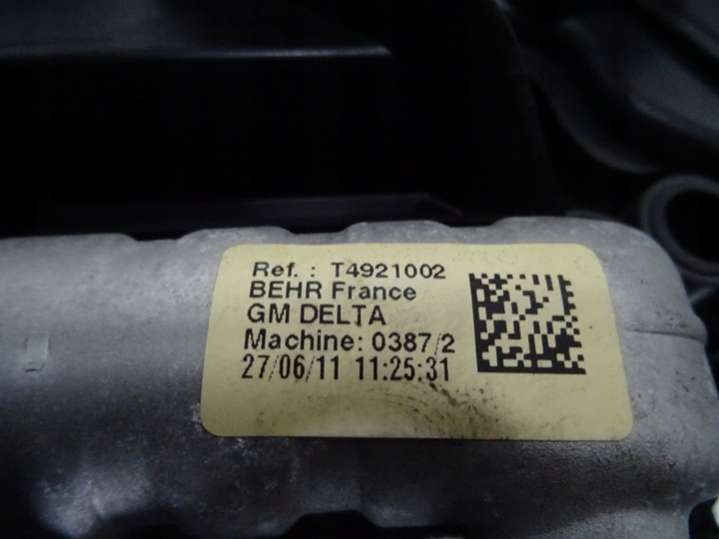 Ref. : T4921002
BEHR France
GM DELTA
Machine: 0387/2
27/06/11 11:25:31